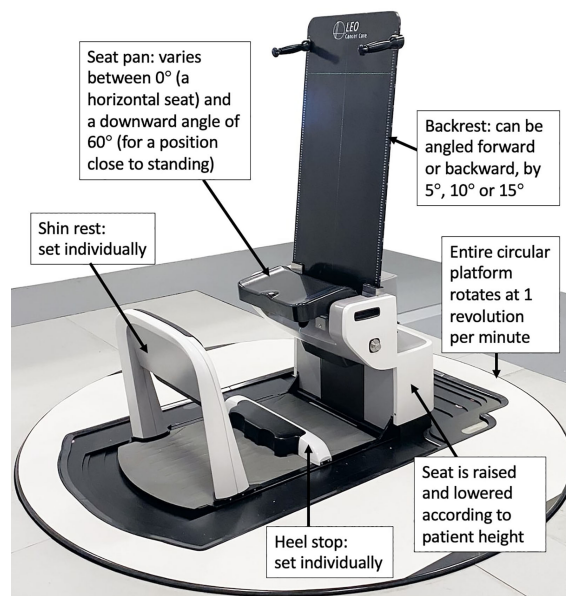 LEO
Cancer Care
Seat pan: varies
between 0° (a
horizontal seat) and
a downward angle of
60° (for a position
close to standing)
Backrest: can be
angled forward
or backward, by
5°, 10° or 15°
Shin rest:
set individually
Entire circular
platform
rotates at 1
revolution
per minute
Heel stop:
set individually
Seat is raised
and lowered
according to
patient height